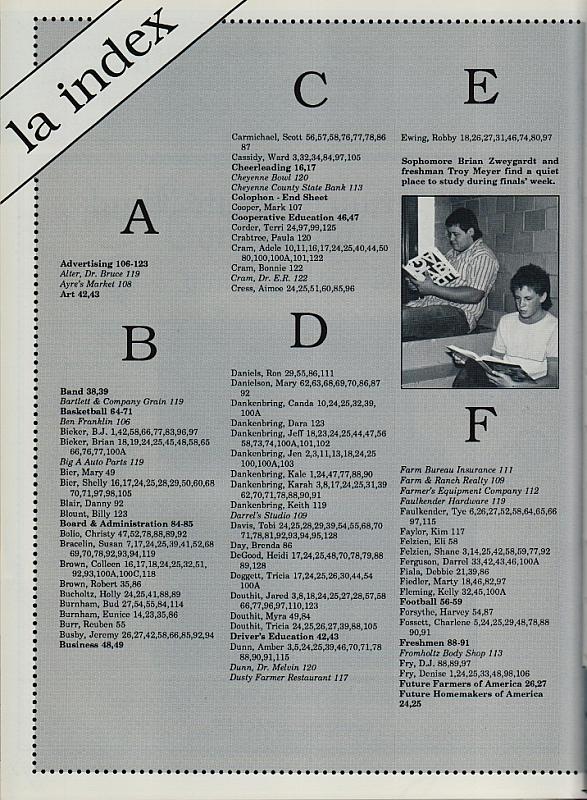 la index
A
Advertising 106-123
Alter, Dr. Bruce 119
Ayre's Market 108
Art 42,43
B
Band 38,39
Bartlett & Company Grain 119
Basketball 64-71
Ben Franklin 106
Bieker, B.J. 1,42,58,66,77,83,96,97
Bieker, Brian 18,19,24,25,45,48,58,65
66,76,77,100A
Big A Auto Parts 119
Bier, Mary 49
Bier, Shelly 16,17,24,25,28,29,50,60,68
70,71,97,98,105
Blair, Danny 92
Blount, Billy 123
Board & Administration 84-85
Bolio, Christy 47,52,78,88,89,92
Bracelin, Susan 7,17,24,25,39,41,52,68
69,70,78,92,93,94,119
Brown, Colleen 16,17,18,24,25,32,51,
92,93,100A,100C,118
Brown, Robert 35,86
Bucholtz, Holly 24,25,41,88,89
Burnham, Bud 27,54,55,84,114
Burnham, Eunice 14,23,35,86
Burr, Reuben 55
Busby, Jeremy 26,27,42,58,66,85,92,94
Business 48,49
C
Carmichael, Scott 56,57,58,76,77,78,86
87
Cassidy, Ward 3,32,34,84,97,105
Cheerleading 16,17
Cheyenne Bowl 120
Cheyenne County State Bank 113
Colophon - End Sheet
Cooper, Mark 107
Cooperative Education 46,47
Corder, Terri 24,97,99,125
Crabtree, Paula 120
Cram, Adele 10,11,16,17,24,25,40,44,50
80,100,100A,101,122
Cram, Bonnie 122
Cram, Dr. E.R. 122
Cress, Aimee 24,25,51,60,85,96
D
Daniels, Ron 29,55,86,111
Danielson, Mary 62,63,68,69,70,86,87
92
Dankenbring, Canda 10,24,25,32,39,
100A
Dankenbring, Dara 123
Dankenbring, Jeff 18,23,24,25,44,47,56
58,73,74,100A,101,102
Dankenbring, Jen 2,3,11,13,18,24,25
100,100A,103
Dankenbring, Kale 1,24,47,77,88,90
Dankenbring, Karah 3,8,17,24,25,31,39
62,70,71,78,88,90,91
Dankenbring, Keith 119
Darrel's Studio 109
Davis, Tobi 24,25,28,29,39,54,55,68,70
71,78,81,92,93,94,95,128
Day, Brenda 86
DeGood, Heidi 17,24,25,48,70,78,79,88
89,128
Doggett, Tricia 17,24,25,26,30,44,54
100A
Douthit, Jared 3,8,18,24,25,27,28,57,58
66,77,96,97,110,123
Douthit, Myra 49,84
Douthit, Tricia 24,25,26,27,39,88,105
Driver's Education 42,43
Dunn, Amber 3,5,24,25,39,46,70,71,78
88,90,91,115
Dunn, Dr. Melvin 120
Dusty Farmer Restaurant 117
E
Ewing, Robby 18,26,27,31,46,74,80,97
Sophomore Brian Zweygardt and
freshman Troy Meyer find a quiet
place to study during finals' week.
F
Farm Bureau Insurance 111
Farm & Ranch Realty 109
Farmer's Equipment Company 112
Faulkender Hardware 119
Faulkender, Tye 6,26,27,52,58,64,65,66
97,115
Faylor, Kim 117
Felzien, Eli 58
Felzien, Shane 3,14,25,42,58,59,77,92
Ferguson, Darrel 33,42,43,46,100A
Fiala, Debbie 21,39,86
Fiedler, Marty 18,46,82,97
Fleming, Kelly 32,45,100A
Football 56-59
Forsythe, Harvey 54,87
Fossett, Charlene 5,24,25,29,48,78,88
90,91
Freshmen 88-91
Fromholtz Body Shop 113
Fry, D.J. 88,89,97
Fry, Denise 1,24,25,33,48,98,106
Future Farmers of America 26,27
Future Homemakers of America
24,25